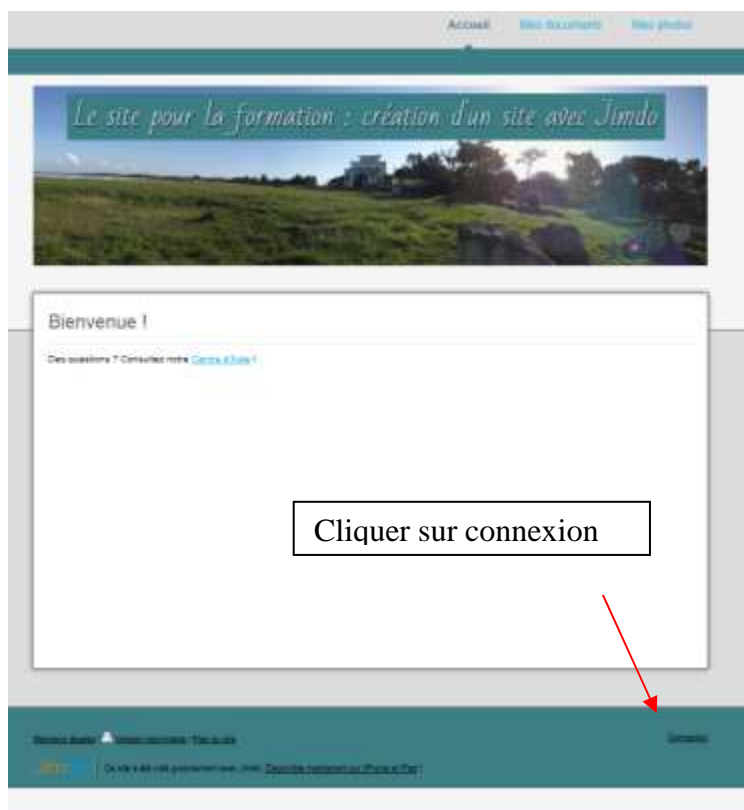 Accueil Mes documents Mes photos
Le site pour la formation : création d'un site avec Jimdo
Bienvenue !
Des questions ? Consultez notre Centre d'Aide !
Cliquer sur connexion
Connexion